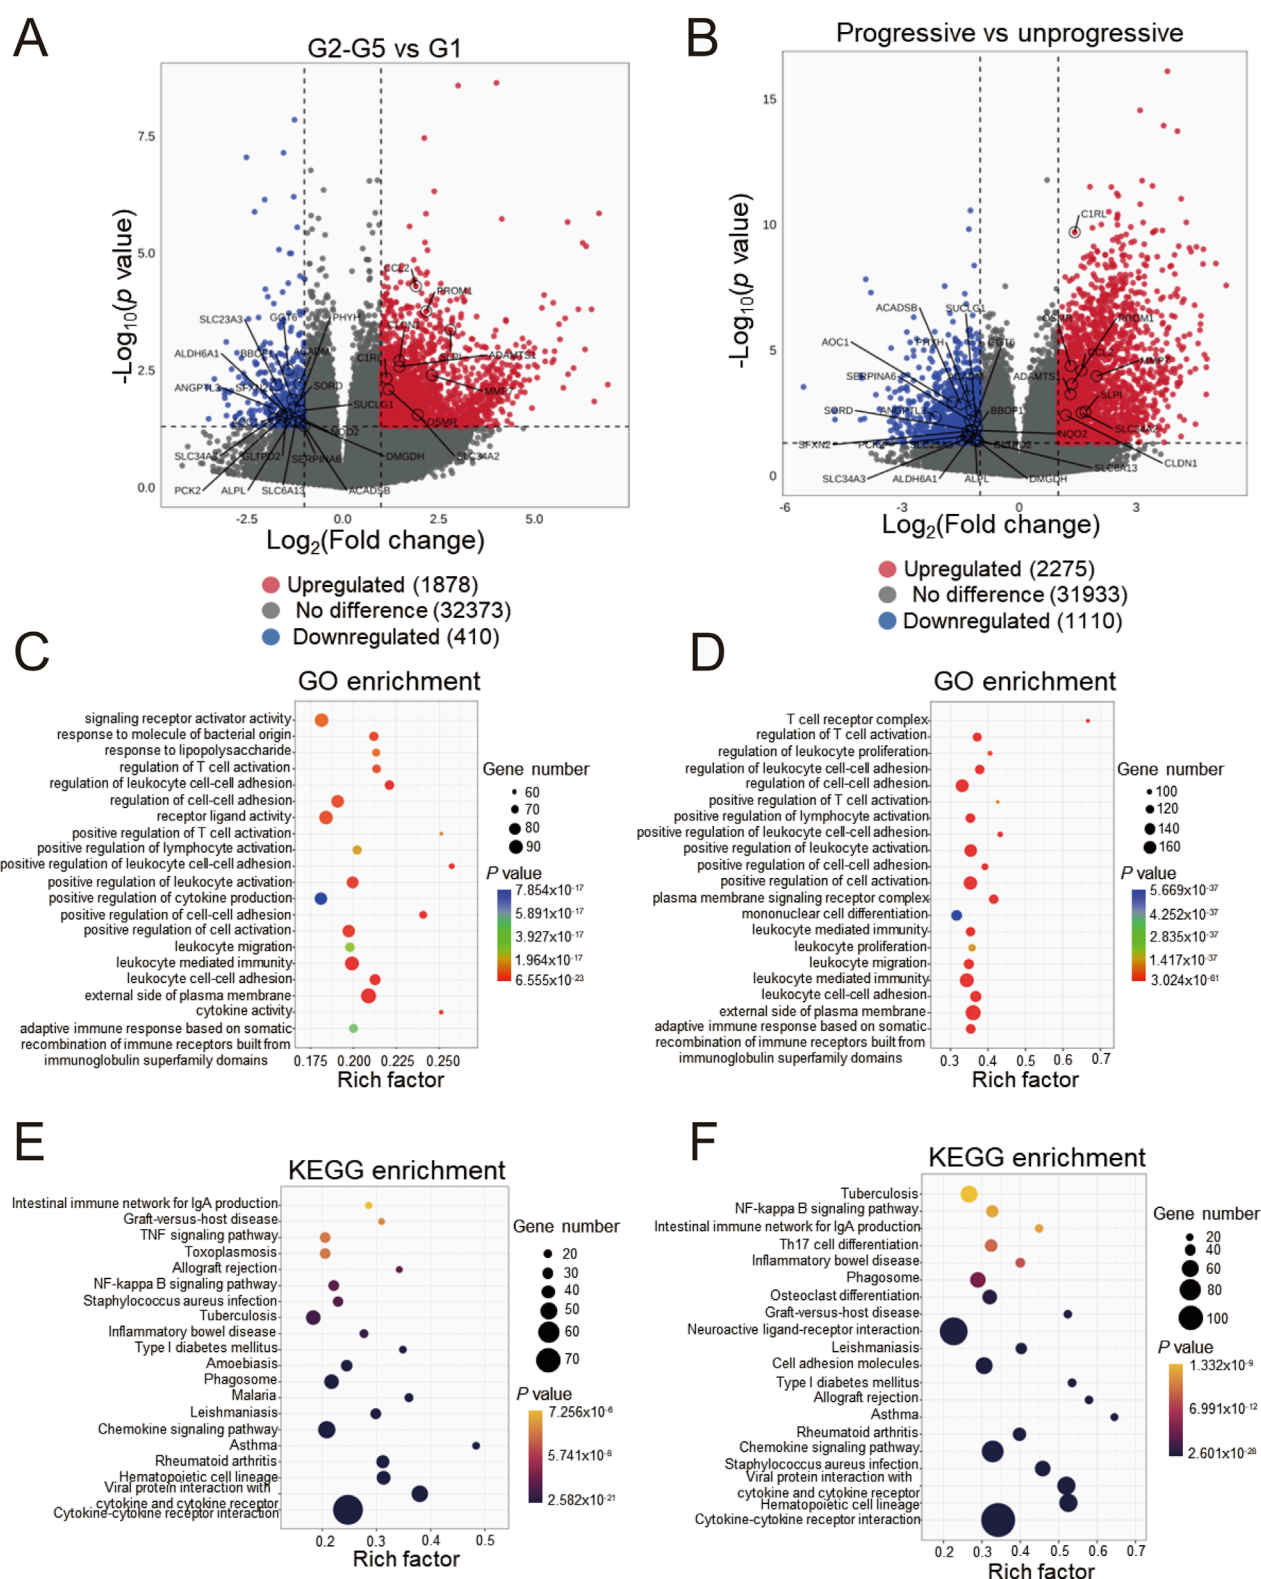 A
G2-G5 vs G1
-Log10(p value)
7.5
5.0
2.5
0.0
CCL2
PROM1
SLC23A3
GGT6
PHYH
CLDN1
ALDH6A1
BBOF1
ACADM
C1RL
SLPI
ADAMTS1
ANGPTL3
SFXN2
SORD
MMP7
SUCLG1
AOC1
NQO2
OSMR
SLC34A3
GLTPD2
SERPINA6
DMGDH
SLC34A2
PCK2
ALPL
SLC6A13
ACADSB
-2.5
0.0
2.5
5.0
Log2(Fold change)
Upregulated (1878)
No difference (32373)
Downregulated (410)
B
Progressive vs unprogressive
-Log10(p value)
15
10
5
0
C1RL
ACADSB
SUCLG1
OSMR
PROM1
AOC1
PHYH
GGT6
CCL2
MMP7
SERPINA6
ACADM
ADAMTS1
SLPI
SORD
ANGPTL3
BBOF1
SLC34A2
SFXN2
PCK2
SLC23A3
GLTPD2
NQO2
CLDN1
SLC6A13
SLC34A3
ALDH6A1
ALPL
DMGDH
-6
-3
0
3
Log2(Fold change)
Upregulated (2275)
No difference (31933)
Downregulated (1110)
C
GO enrichment
signaling receptor activator activity
response to molecule of bacterial origin
response to lipopolysaccharide
regulation of T cell activation
regulation of leukocyte cell-cell adhesion
regulation of cell-cell adhesion
receptor ligand activity
positive regulation of T cell activation
positive regulation of lymphocyte activation
positive regulation of leukocyte cell-cell adhesion
positive regulation of leukocyte activation
positive regulation of cytokine production
positive regulation of cell-cell adhesion
positive regulation of cell activation
leukocyte migration
leukocyte mediated immunity
leukocyte cell-cell adhesion
external side of plasma membrane
cytokine activity
adaptive immune response based on somatic
recombination of immune receptors built from
immunoglobulin superfamily domains
0.175
0.200
0.225
0.250
Rich factor
Gene number
60
70
80
90
P value
7.854x10-17
5.891x10-17
3.927x10-17
1.964x10-17
6.555x10-23
D
GO enrichment
T cell receptor complex
regulation of T cell activation
regulation of leukocyte proliferation
regulation of leukocyte cell-cell adhesion
regulation of cell-cell adhesion
positive regulation of T cell activation
positive regulation of lymphocyte activation
positive regulation of leukocyte cell-cell adhesion
positive regulation of leukocyte activation
positive regulation of cell-cell adhesion
positive regulation of cell activation
plasma membrane signaling receptor complex
mononuclear cell differentiation
leukocyte mediated immunity
leukocyte proliferation
leukocyte migration
leukocyte mediated immunity
leukocyte cell-cell adhesion
external side of plasma membrane
adaptive immune response based on somatic
recombination of immune receptors built from
immunoglobulin superfamily domains
0.3
0.4
0.6
0.6
0.7
Rich factor
Gene number
100
120
140
160
P value
5.669x10-37
4.252x10-37
2.835x10-37
1.417x10-37
3.024x10-61
E
KEGG enrichment
Intestinal immune network for IgA production
Graft-versus-host disease
TNF signaling pathway
Toxoplasmosis
Allograft rejection
NF-kappa B signaling pathway
Staphylococcus aureus infection
Tuberculosis
Inflammatory bowel disease
Type I diabetes mellitus
Amoebiasis
Phagosome
Malaria
Leishmaniasis
Chemokine signaling pathway
Asthma
Rheumatoid arthritis
Hematopoietic cell lineage
Viral protein interaction with
cytokine and cytokine receptor
Cytokine-cytokine receptor interaction
0.2
0.3
0.4
0.5
Rich factor
Gene number
20
30
40
50
60
70
P value
7.256x10-6
5.741x10-8
2.582x10-21
F
KEGG enrichment
Tuberculosis
NF-kappa B signaling pathway
Intestinal immune network for IgA production
Th17 cell differentiation
Inflammatory bowel disease
Phagosome
Osteoclast differentiation
Graft-versus-host disease
Neuroactive ligand-receptor interaction
Leishmaniasis
Cell adhesion molecules
Type I diabetes mellitus
Allograft rejection
Asthma
Rheumatoid arthritis
Chemokine signaling pathway
Staphylococcus aureus infection
Viral protein interaction with
cytokine and cytokine receptor
Hematopoietic cell lineage
Cytokine-cytokine receptor interaction
0.2
0.3
0.4
0.5
0.6
0.7
Rich factor
Gene number
20
40
60
80
100
P value
1.332x10-9
6.991x10-12
2.601x10-28